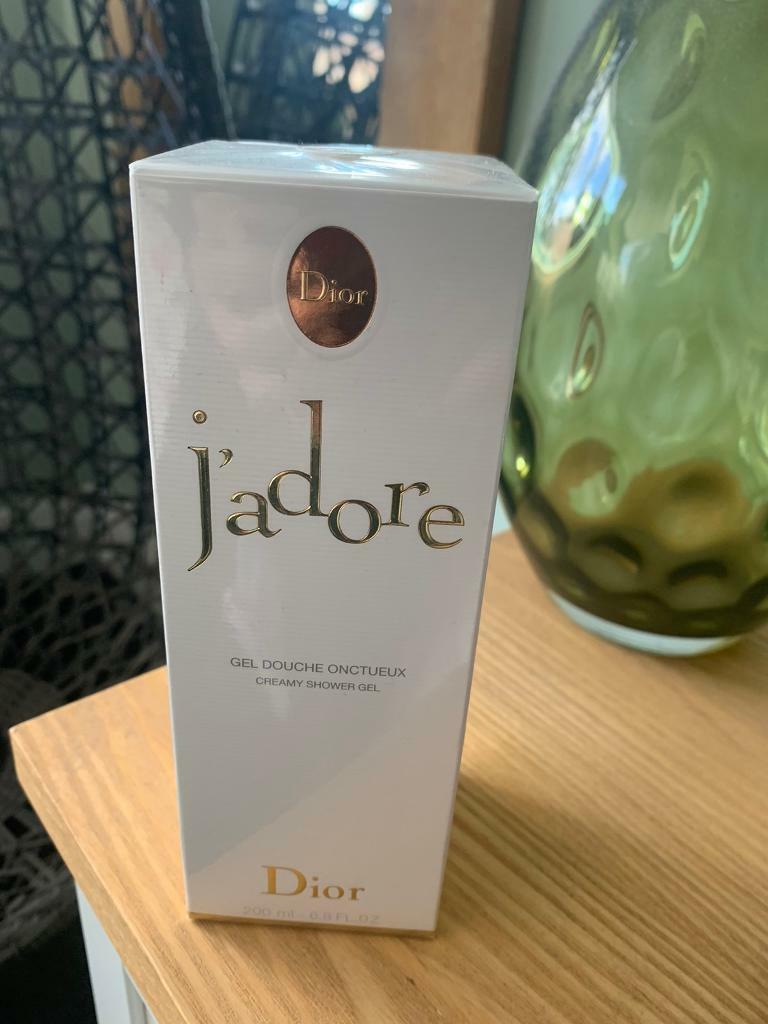 Dior
j'adore
GEL DOUCHE ONCTUEUX
CREAMY SHOWER GEL
Dior
200 ml - 6.8 FL.OZ